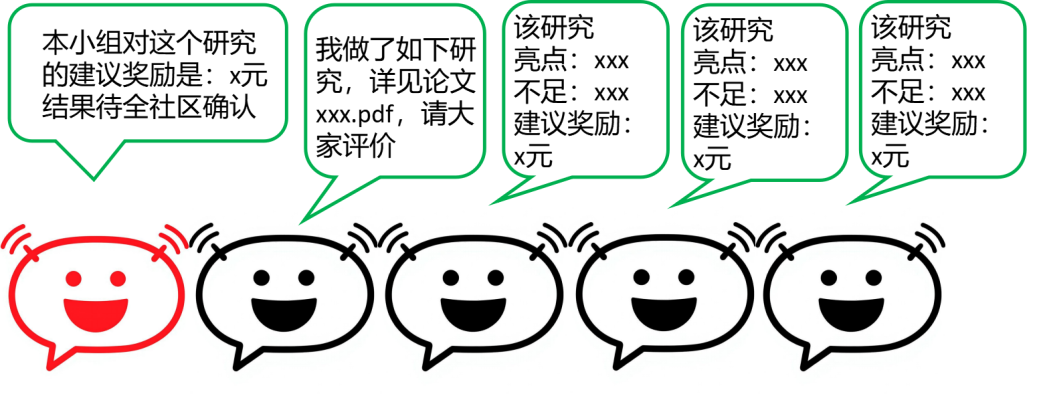 本小组对这个研究
的建议奖励是：x元
结果待全社区确认
我做了如下研
究，详见论文
xxx.pdf，请大
家评价
该研究
亮点：xxx
不足：xxx
建议奖励：
x元
该研究
亮点：xxx
不足：xxx
建议奖励：
x元
该研究
亮点：xxx
不足：xxx
建议奖励：
x元